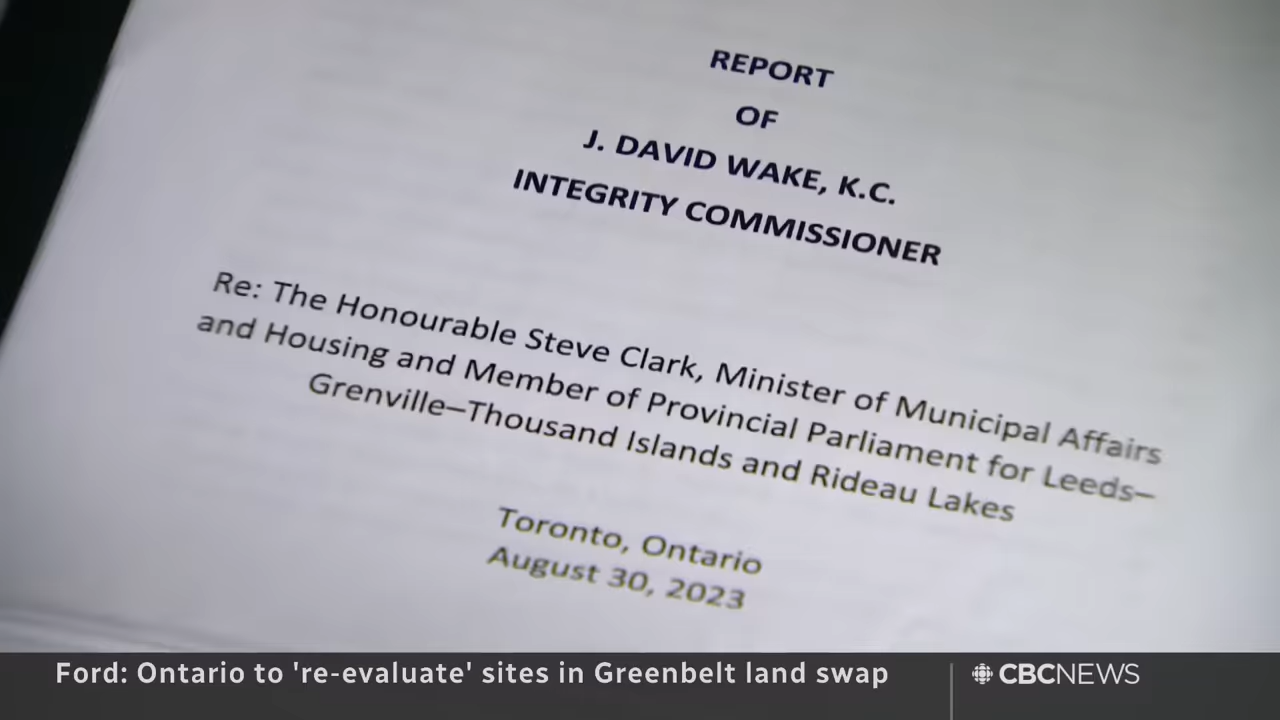 REPORT
OF
J. DAVID WAKE, K.C.
INTEGRITY COMMISSIONER
Re: The Honourable Steve Clark, Minister of Municipal Affairs
and Housing and Member of Provincial Parliament for Leeds–
Grenville–Thousand Islands and Rideau Lakes
Toronto, Ontario
August 30, 2023
Ford: Ontario to 're-evaluate' sites in Greenbelt land swap
CBCNEWS